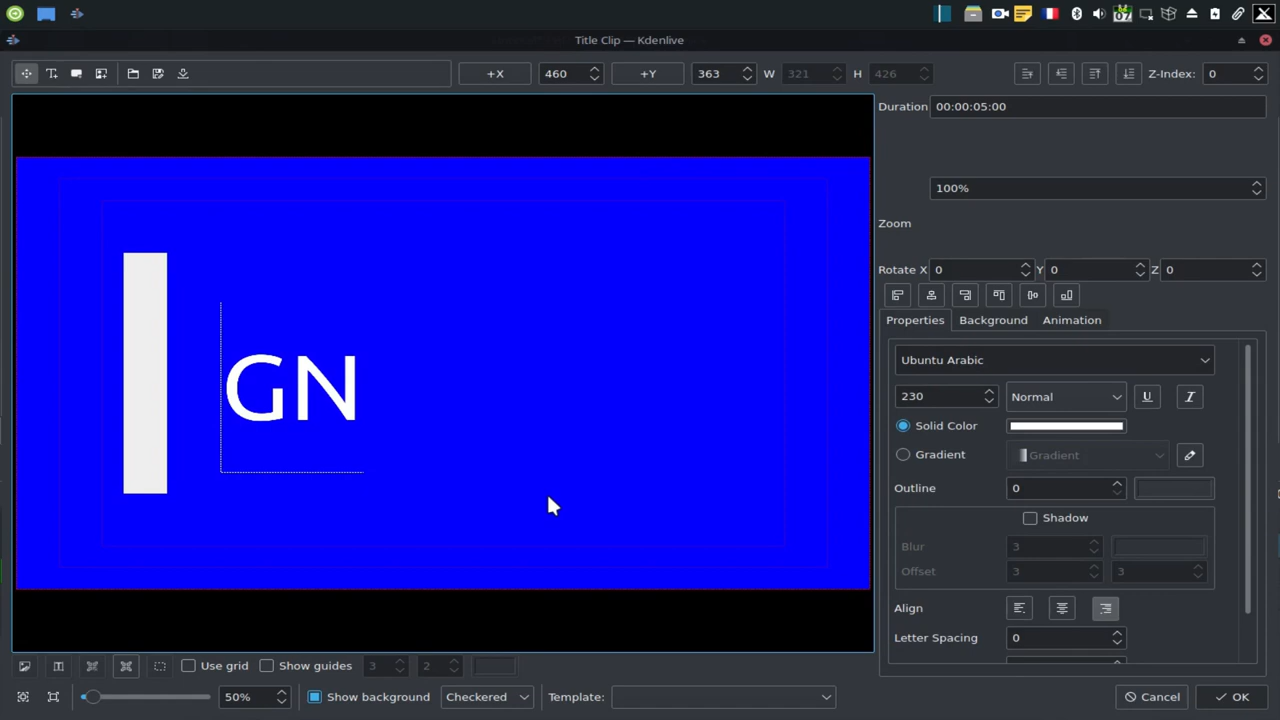 Title Clip — Kdenlive
+X 460 +Y 363 W 321 H 426 Z-Index: 0
Duration 00:00:05:00
100%
Zoom
Rotate X 0 Y 0 Z 0
Properties Background Animation
Ubuntu Arabic
230 Normal U I
Solid Color
Gradient Gradient
Outline 0
Shadow
Blur 3
Offset 3 3
Align
Letter Spacing 0
GN
Use grid Show guides 3 2
50% Show background Checkered Template: Cancel OK